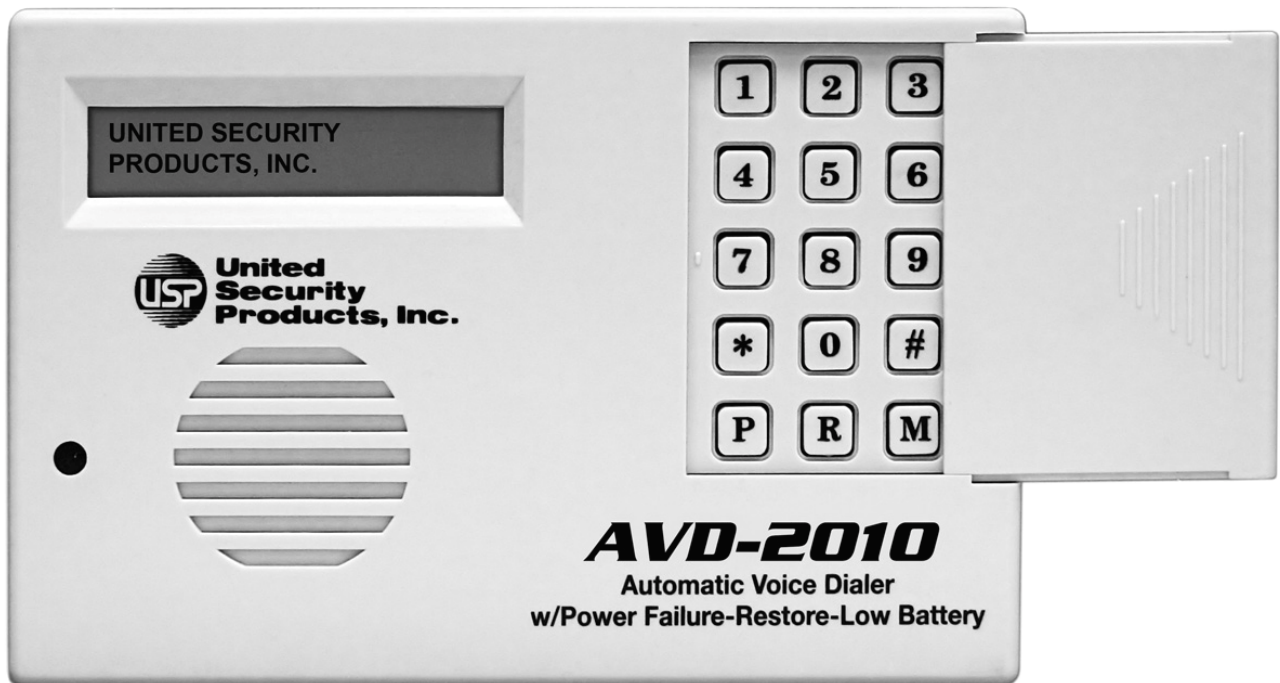 UNITED SECURITY
PRODUCTS, INC.
USP
United
Security
Products, Inc.
1 2 3
4 5 6
7 8 9
* 0 #
P R M
AVD-2010
Automatic Voice Dialer
w/Power Failure-Restore-Low Battery